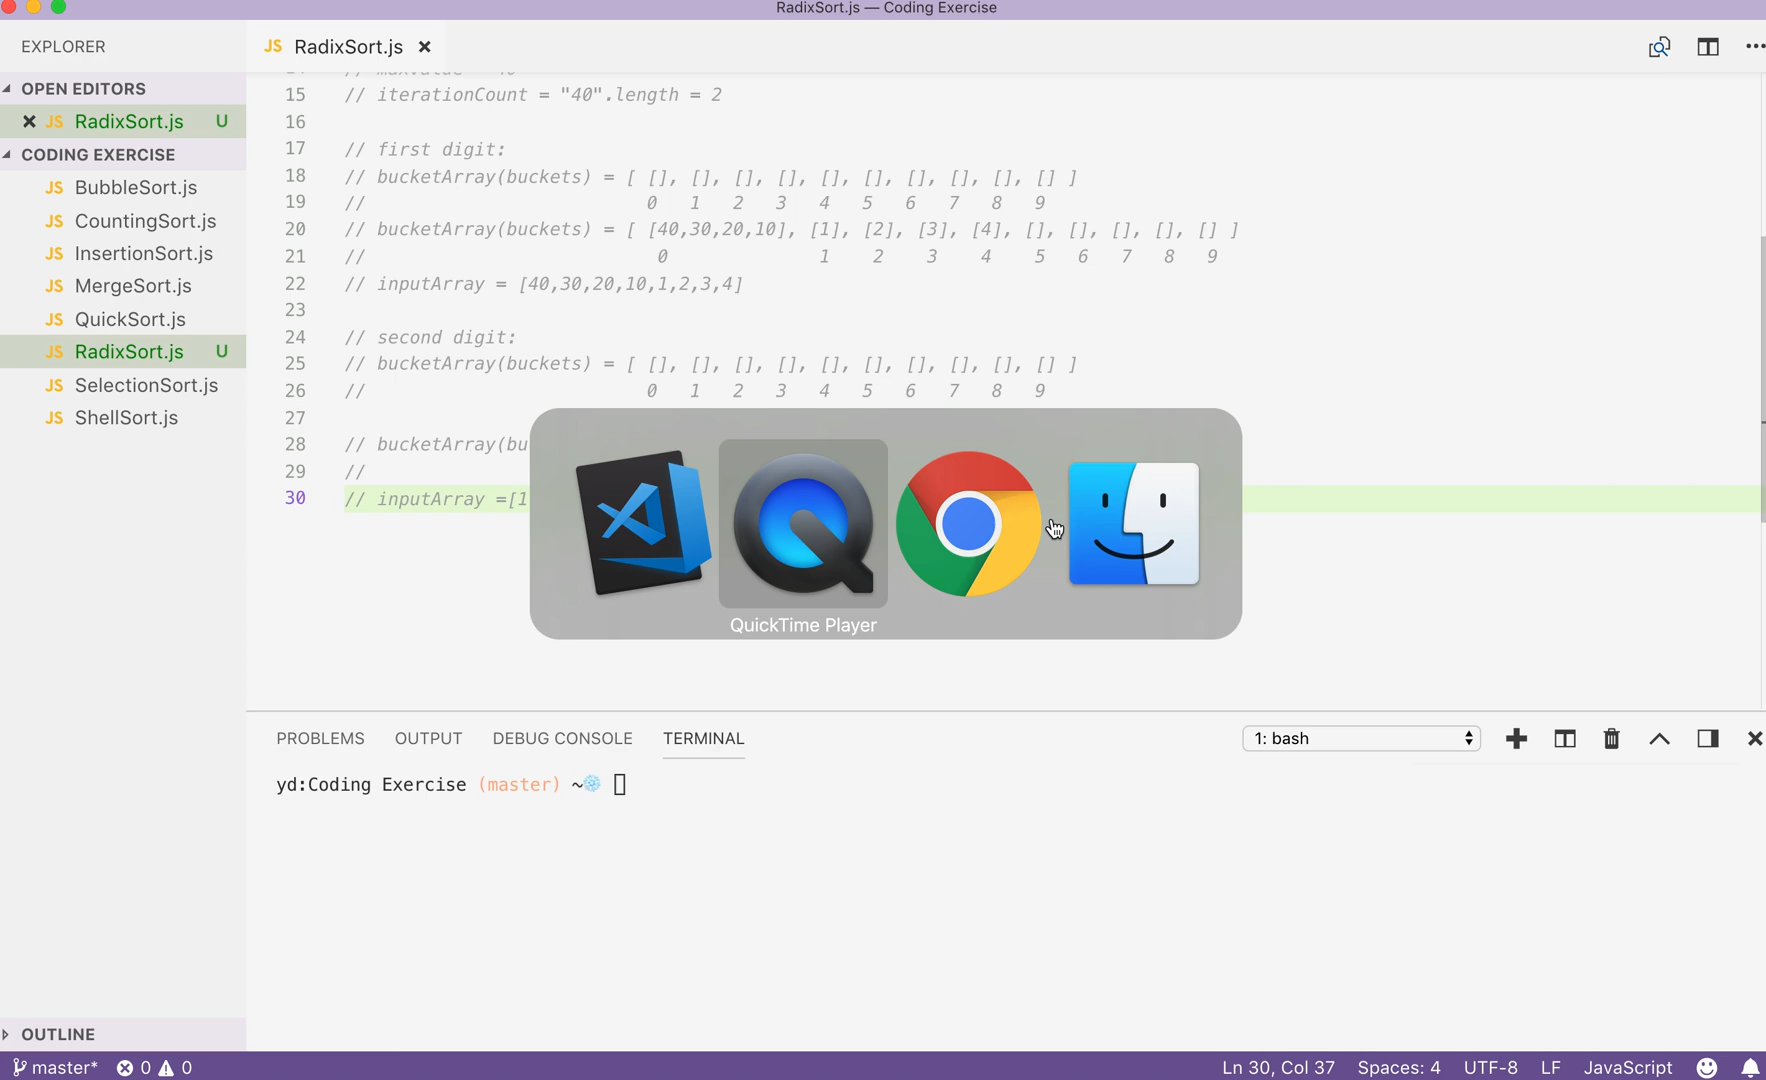 RadixSort.js — Coding Exercise
EXPLORER
JS RadixSort.js
OPEN EDITORS
JS RadixSort.js U
CODING EXERCISE
JS BubbleSort.js
JS CountingSort.js
JS InsertionSort.js
JS MergeSort.js
JS QuickSort.js
JS RadixSort.js U
JS SelectionSort.js
JS ShellSort.js
OUTLINE
15 // iterationCount = "40".length = 2
16
17 // first digit:
18 // bucketArray(buckets) = [ [], [], [], [], [], [], [], [], [], [] ]
19 // 0 1 2 3 4 5 6 7 8 9
20 // bucketArray(buckets) = [ [40,30,20,10], [1], [2], [3], [4], [], [], [], [], [] ]
21 // 0 1 2 3 4 5 6 7 8 9
22 // inputArray = [40,30,20,10,1,2,3,4]
23
24 // second digit:
25 // bucketArray(buckets) = [ [], [], [], [], [], [], [], [], [], [] ]
26 // 0 1 2 3 4 5 6 7 8 9
27
28 // bucketArray(bu
29 //
30 // inputArray =[1
QuickTime Player
PROBLEMS OUTPUT DEBUG CONSOLE TERMINAL 1: bash
yd:Coding Exercise (master) ~
master* 0 0 Ln 30, Col 37 Spaces: 4 UTF-8 LF JavaScript